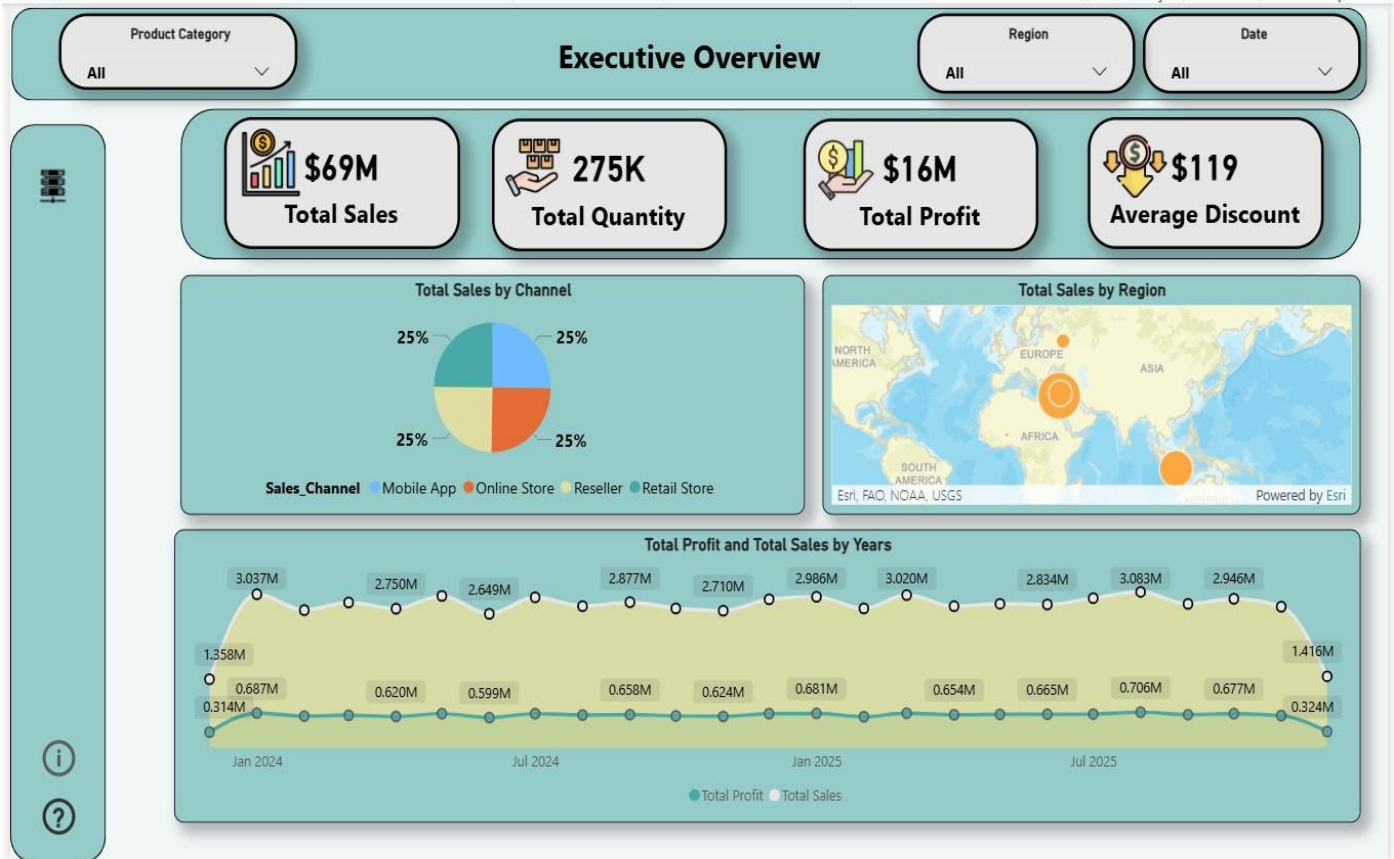 Product Category
All
Executive Overview
Region
All
Date
All
$69M
Total Sales
275K
Total Quantity
$16M
Total Profit
$119
Average Discount
Total Sales by Channel
25%
25%
25%
25%
Sales_Channel Mobile App Online Store Reseller Retail Store
Total Sales by Region
NORTH
AMERICA
EUROPE
ASIA
AFRICA
SOUTH
AMERICA
Esri, FAO, NOAA, USGS
Powered by Esri
Total Profit and Total Sales by Years
3.037M
2.750M
2.649M
2.877M
2.710M
2.986M
3.020M
2.834M
3.083M
2.946M
1.358M
1.416M
0.687M
0.620M
0.599M
0.658M
0.624M
0.681M
0.654M
0.665M
0.706M
0.677M
0.314M
0.324M
Jan 2024
Jul 2024
Jan 2025
Jul 2025
Total Profit Total Sales
i
?